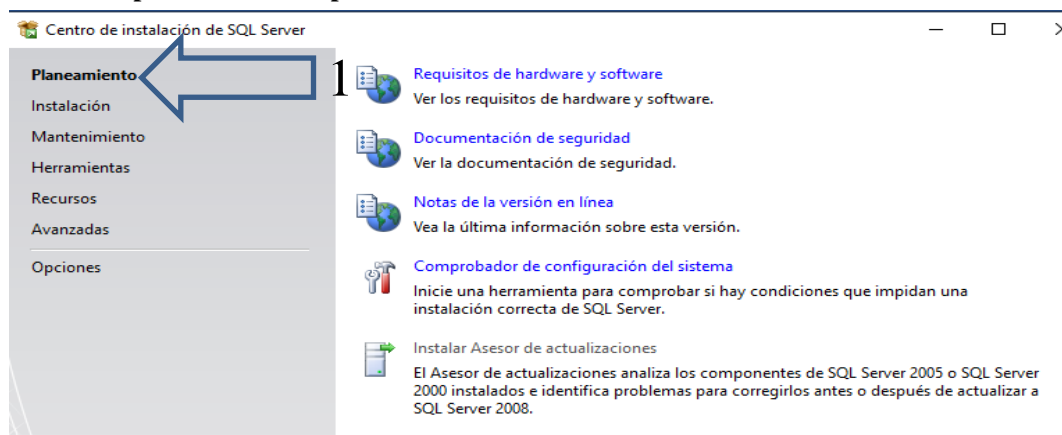 Centro de instalación de SQL Server
Planeamiento
Instalación
Mantenimiento
Herramientas
Recursos
Avanzadas
Opciones
1
Requisitos de hardware y software
Ver los requisitos de hardware y software.
Documentación de seguridad
Ver la documentación de seguridad.
Notas de la versión en línea
Vea la última información sobre esta versión.
Comprobador de configuración del sistema
Inicie una herramienta para comprobar si hay condiciones que impidan una
instalación correcta de SQL Server.
Instalar Asesor de actualizaciones
El Asesor de actualizaciones analiza los componentes de SQL Server 2005 o SQL Server
2000 instalados e identifica problemas para corregirlos antes o después de actualizar a
SQL Server 2008.